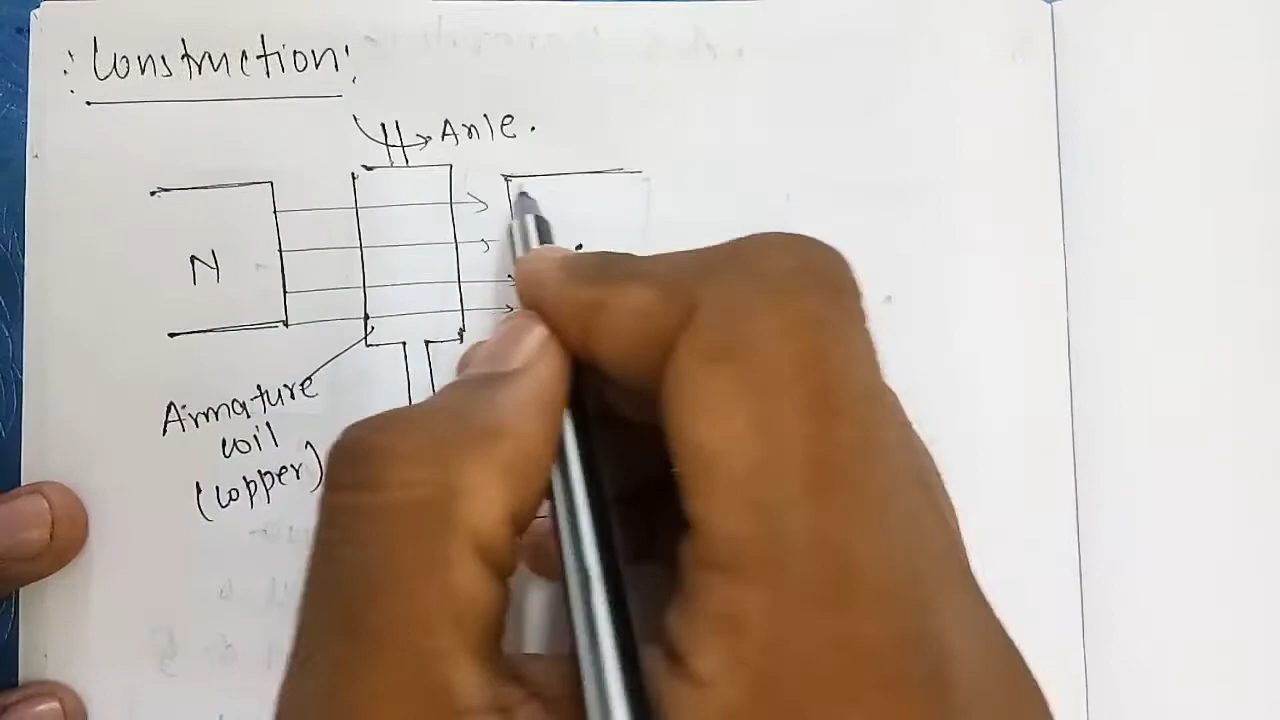 : Construction :
Axle.
N
Armature
coil
(copper)